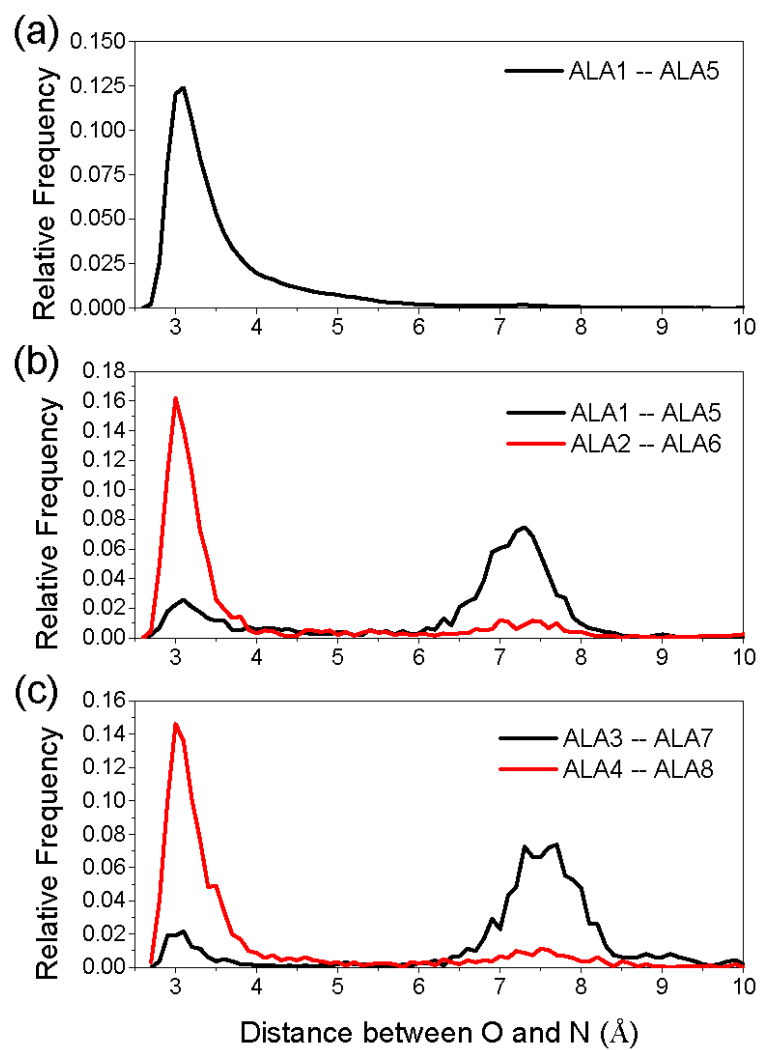 (a)
0.150
0.125
0.100
0.075
0.050
0.025
0.000
Relative Frequency
ALA1 -- ALA5
3 4 5 6 7 8 9 10
(b)
0.18
0.16
0.14
0.12
0.10
0.08
0.06
0.04
0.02
0.00
Relative Frequency
ALA1 -- ALA5
ALA2 -- ALA6
3 4 5 6 7 8 9 10
(c)
0.16
0.14
0.12
0.10
0.08
0.06
0.04
0.02
0.00
Relative Frequency
ALA3 -- ALA7
ALA4 -- ALA8
3 4 5 6 7 8 9 10
Distance between O and N (Å)